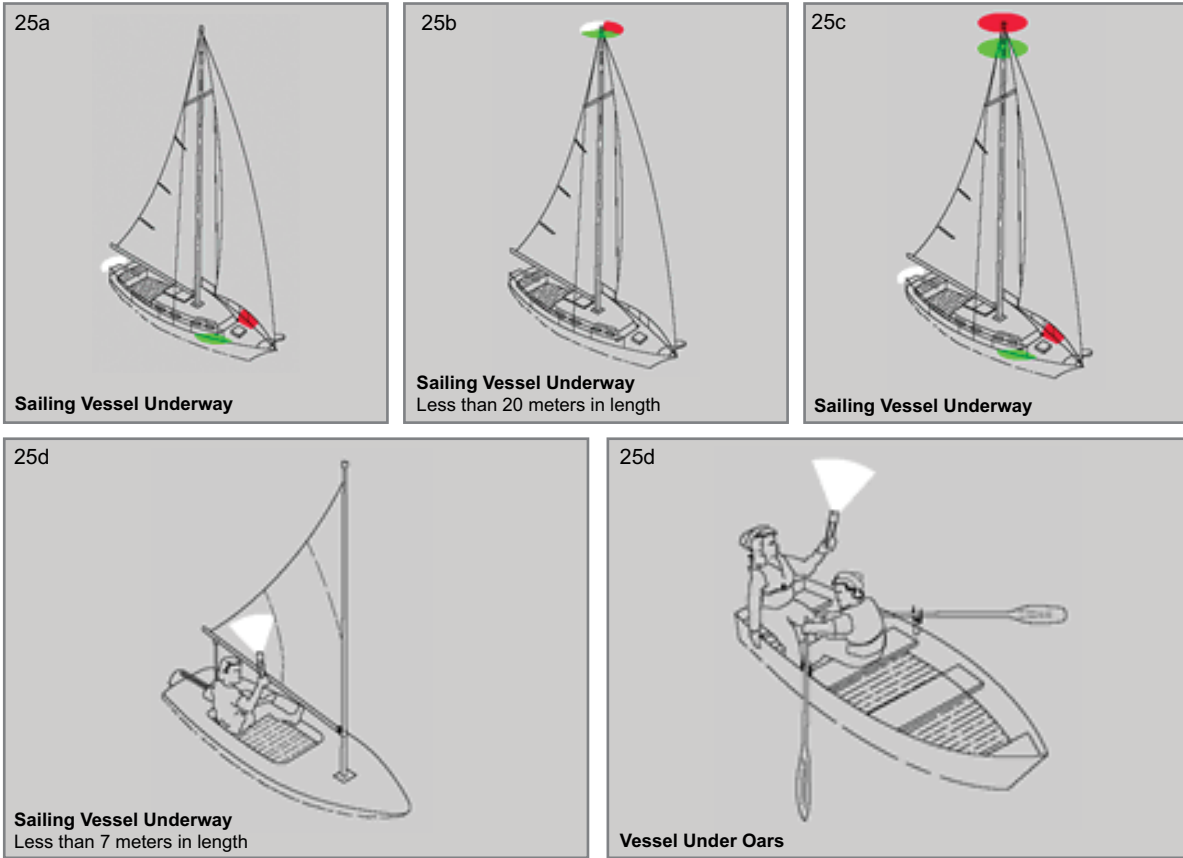 25a
Sailing Vessel Underway
25b
Sailing Vessel Underway
Less than 20 meters in length
25c
Sailing Vessel Underway
25d
Sailing Vessel Underway
Less than 7 meters in length
25d
Vessel Under Oars